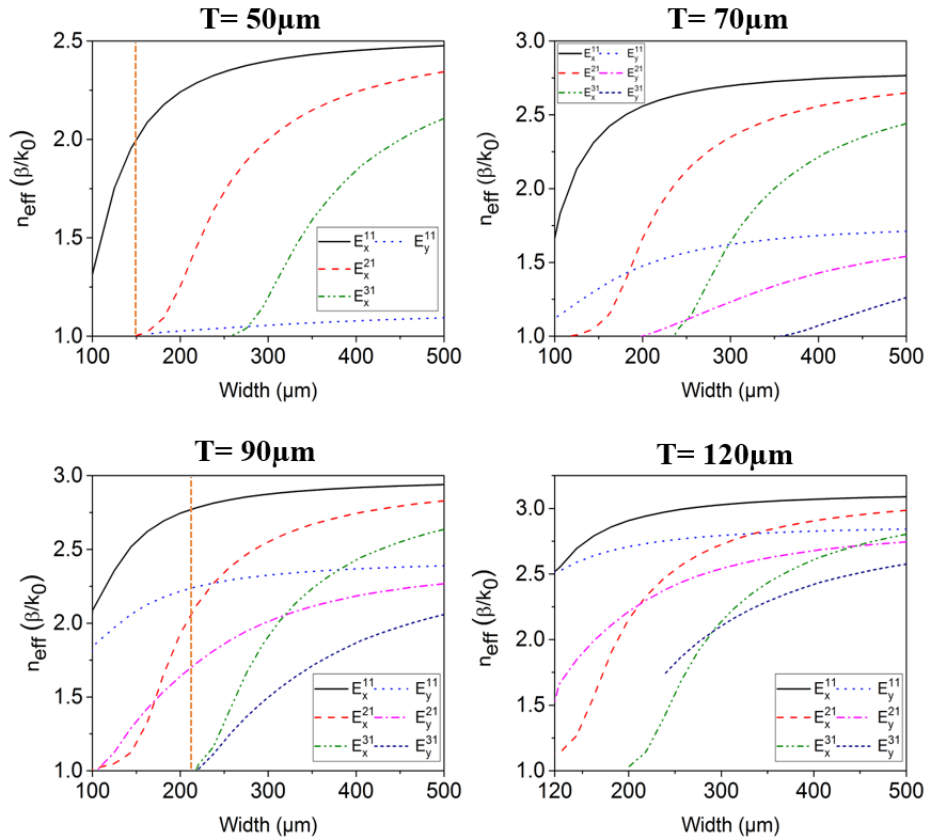 T= 50μm
2.5
2.0
1.5
1.0
n_eff (β/k_0)
E_x^11 E_y^11
E_x^21
E_x^31
100 200 300 400 500
Width (μm)
T= 70μm
3.0
2.5
2.0
1.5
1.0
n_eff (β/k_0)
E_x^11 E_y^11
E_x^21 E_y^21
E_x^31 E_y^31
100 200 300 400 500
Width (μm)
T= 90μm
3.0
2.5
2.0
1.5
1.0
n_eff (β/k_0)
E_x^11 E_y^11
E_x^21 E_y^21
E_x^31 E_y^31
100 200 300 400 500
Width (μm)
T= 120μm
3.0
2.5
2.0
1.5
1.0
n_eff (β/k_0)
E_x^11 E_y^11
E_x^21 E_y^21
E_x^31 E_y^31
120 200 300 400 500
Width (μm)